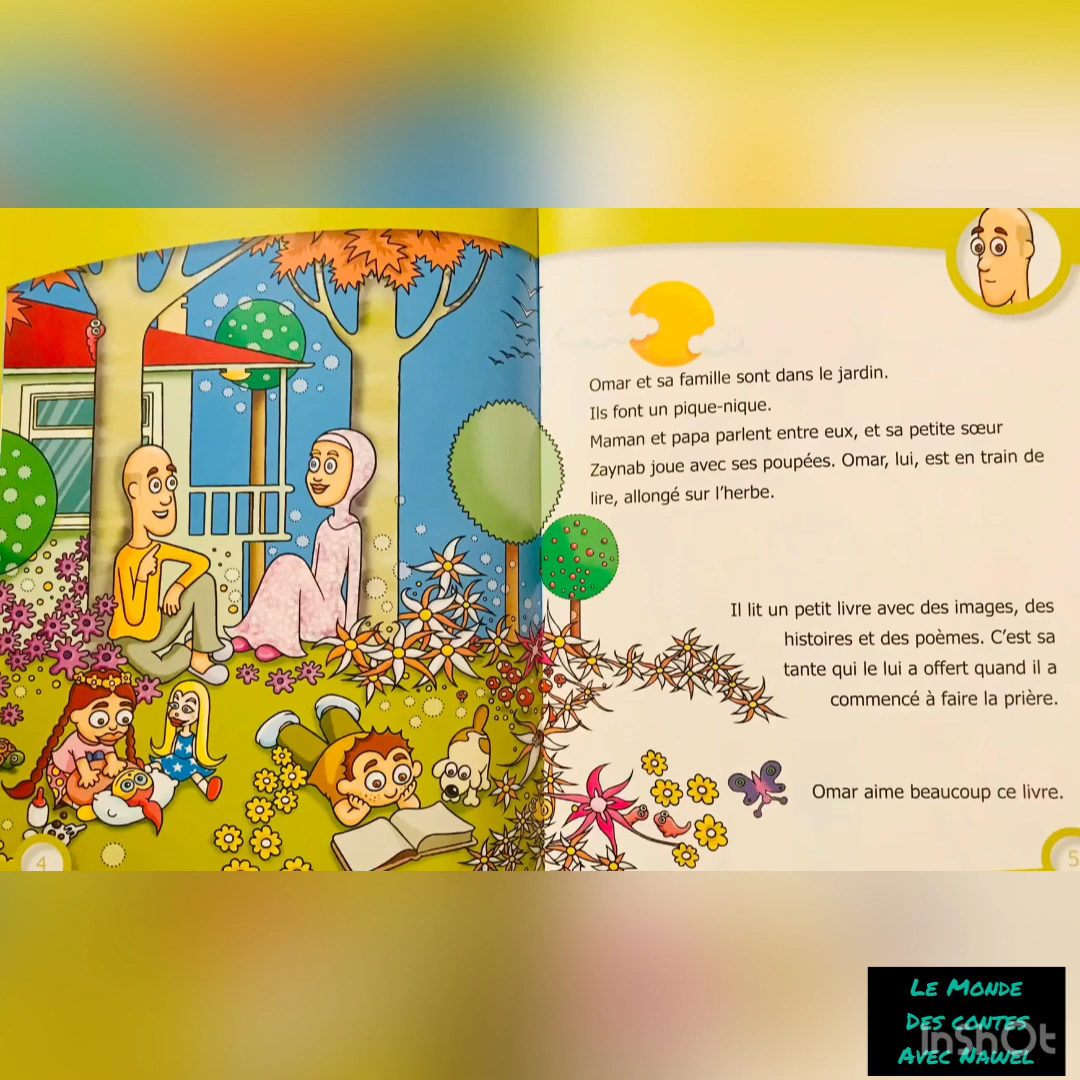 Omar et sa famille sont dans le jardin.
Ils font un pique-nique.
Maman et papa parlent entre eux, et sa petite sœur
Zaynab joue avec ses poupées. Omar, lui, est en train de
lire, allongé sur l'herbe.
Il lit un petit livre avec des images, des
histoires et des poèmes. C'est sa
tante qui le lui a offert quand il a
commencé à faire la prière.
Omar aime beaucoup ce livre.
4
5
Le Monde
Des contes
Avec Nawel
InShOt